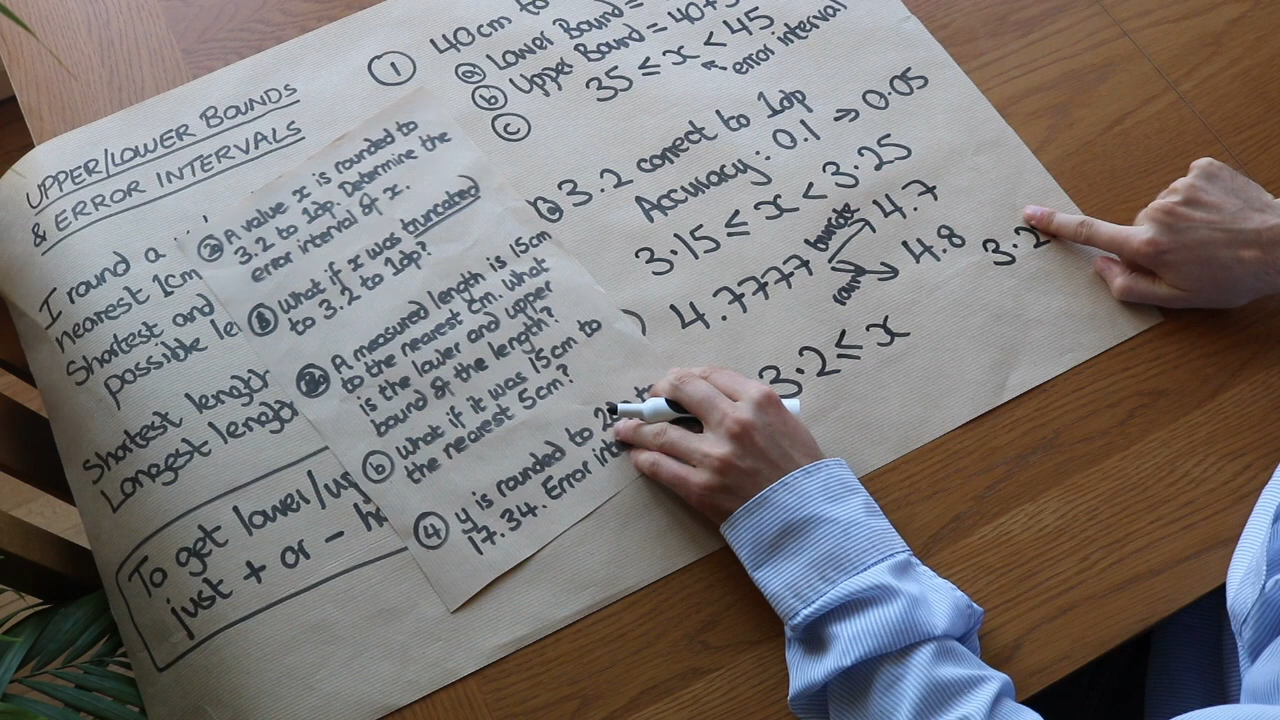 UPPER/LOWER BOUNDS
& ERROR INTERVALS
I round a
nearest 1cm
Shortest and
possible le
Shortest length
Longest length
To get lower/up
just + or - ha
② A value x is rounded to
3.2 to 1dp. Determine the
error interval of x.
ⓑ What if x was truncated
to 3.2 to 1dp?
A measured length is 15cm
to the nearest cm. What
is the lower and upper
bound of the length?
ⓑ What if it was 15cm to
the nearest 5cm?
④ y is rounded to
17.34. Error inte
① 40cm to
ⓐ Lower Bound =
ⓑ Upper Bound = 40+5
ⓒ 35 ≤ x < 45
error interval
3.2 correct to 1dp
Accuracy: 0.1 → 0.05
3.15 ≤ x < 3.25
4.7777 truncate → 4.7
round → 4.8
3.2
3.2 ≤ x